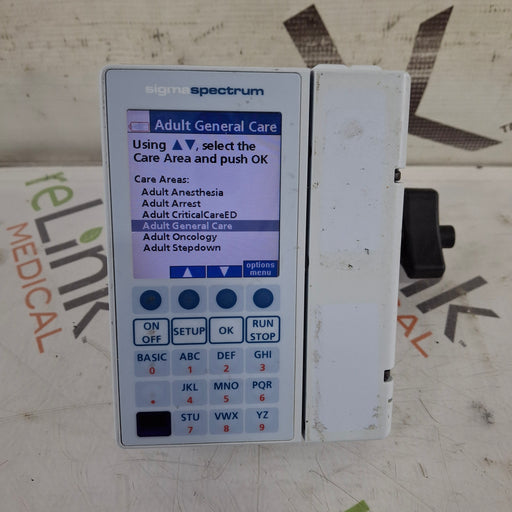 sigmaspectrum
Adult General Care
Using ▲▼, select the
Care Area and push OK
Care Areas:
Adult Anesthesia
Adult Arrest
Adult CriticalCareED
Adult General Care
Adult Oncology
Adult Stepdown
▲ ▼ options
menu
ON
OFF
SETUP
OK
RUN
STOP
BASIC ABC DEF GHI
0 1 2 3
JKL MNO PQR
. 4 5 6
STU VWX YZ
7 8 9
reLink
MEDICAL